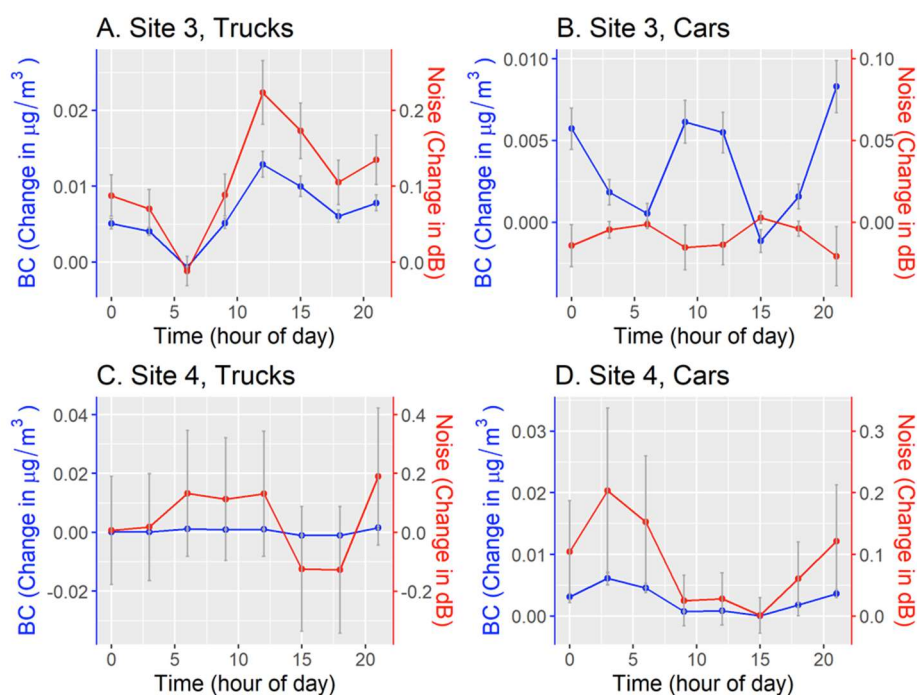 A. Site 3, Trucks
BC (Change in μg/m³ )
0.02
0.01
0.00
Noise (Change in dB)
0.2
0.1
0.0
0 5 10 15 20
Time (hour of day)
B. Site 3, Cars
BC (Change in μg/m³ )
0.010
0.005
0.000
Noise (Change in dB)
0.10
0.05
0.00
0 5 10 15 20
Time (hour of day)
C. Site 4, Trucks
BC (Change in μg/m³ )
0.04
0.02
0.00
-0.02
Noise (Change in dB)
0.4
0.2
0.0
-0.2
0 5 10 15 20
Time (hour of day)
D. Site 4, Cars
BC (Change in μg/m³ )
0.03
0.02
0.01
0.00
Noise (Change in dB)
0.3
0.2
0.1
0.0
0 5 10 15 20
Time (hour of day)